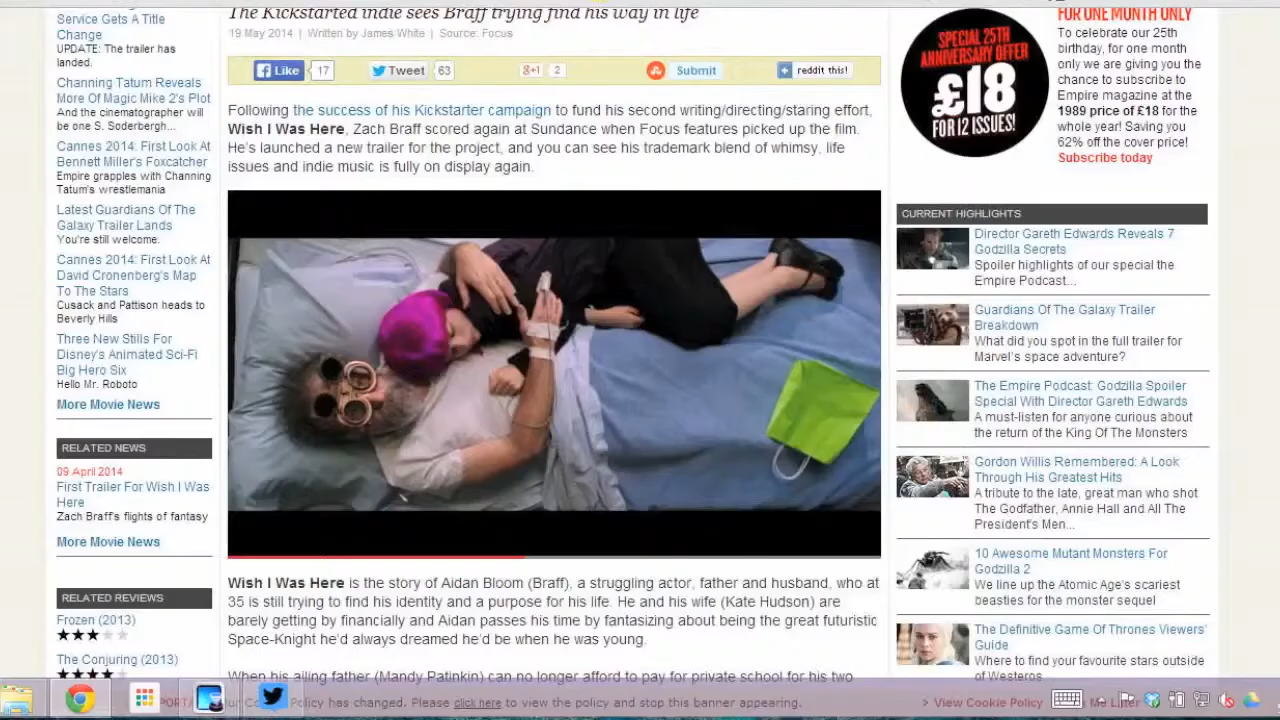 Service Gets A Title
Change
UPDATE: The trailer has
landed.
Channing Tatum Reveals
More Of Magic Mike 2's Plot
And the cinematographer will
be one S. Soderbergh...
Cannes 2014: First Look At
Bennett Miller's Foxcatcher
Empire grapples with Channing
Tatum's wrestlemania
Latest Guardians Of The
Galaxy Trailer Lands
You're still welcome.
Cannes 2014: First Look At
David Cronenberg's Map
To The Stars
Cusack and Pattison heads to
Beverly Hills
Three New Stills For
Disney's Animated Sci-Fi
Big Hero Six
Hello Mr. Roboto
More Movie News
RELATED NEWS
09 April 2014
First Trailer For Wish I Was
Here
Zach Braff's flights of fantasy
More Movie News
RELATED REVIEWS
Frozen (2013)
The Conjuring (2013)
The Kickstarted indie sees Braff trying find his way in life
19 May 2014 | Written by James White | Source: Focus
Like 17 Tweet 63 g+1 2 Submit reddit this!
Following the success of his Kickstarter campaign to fund his second writing/directing/staring effort,
Wish I Was Here, Zach Braff scored again at Sundance when Focus features picked up the film.
He's launched a new trailer for the project, and you can see his trademark blend of whimsy, life
issues and indie music is fully on display again.
Wish I Was Here is the story of Aidan Bloom (Braff), a struggling actor, father and husband, who at
35 is still trying to find his identity and a purpose for his life. He and his wife (Kate Hudson) are
barely getting by financially and Aidan passes his time by fantasizing about being the great futuristic
Space-Knight he'd always dreamed he'd be when he was young.
When his ailing father (Mandy Patinkin) can no longer afford to pay for private school for his two
SPECIAL 25TH
ANNIVERSARY OFFER
£18
FOR 12 ISSUES!
FOR ONE MONTH ONLY
To celebrate our 25th
birthday, for one month
only we are giving you the
chance to subscribe to
Empire magazine at the
1989 price of £18 for the
whole year! Saving you
62% off the cover price!
Subscribe today
CURRENT HIGHLIGHTS
Director Gareth Edwards Reveals 7
Godzilla Secrets
Spoiler highlights of our special the
Empire Podcast...
Guardians Of The Galaxy Trailer
Breakdown
What did you spot in the full trailer for
Marvel's space adventure?
The Empire Podcast: Godzilla Spoiler
Special With Director Gareth Edwards
A must-listen for anyone curious about
the return of the King Of The Monsters
Gordon Willis Remembered: A Look
Through His Greatest Hits
A tribute to the late, great man who shot
The Godfather, Annie Hall and All The
President's Men...
10 Awesome Mutant Monsters For
Godzilla 2
We line up the Atomic Age's scariest
beasties for the monster sequel
The Definitive Game Of Thrones Viewers'
Guide
Where to find your favourite stars outside
of Westeros
Policy has changed. Please click here to view the policy and stop this banner appearing.
> View Cookie Policy
Me Later